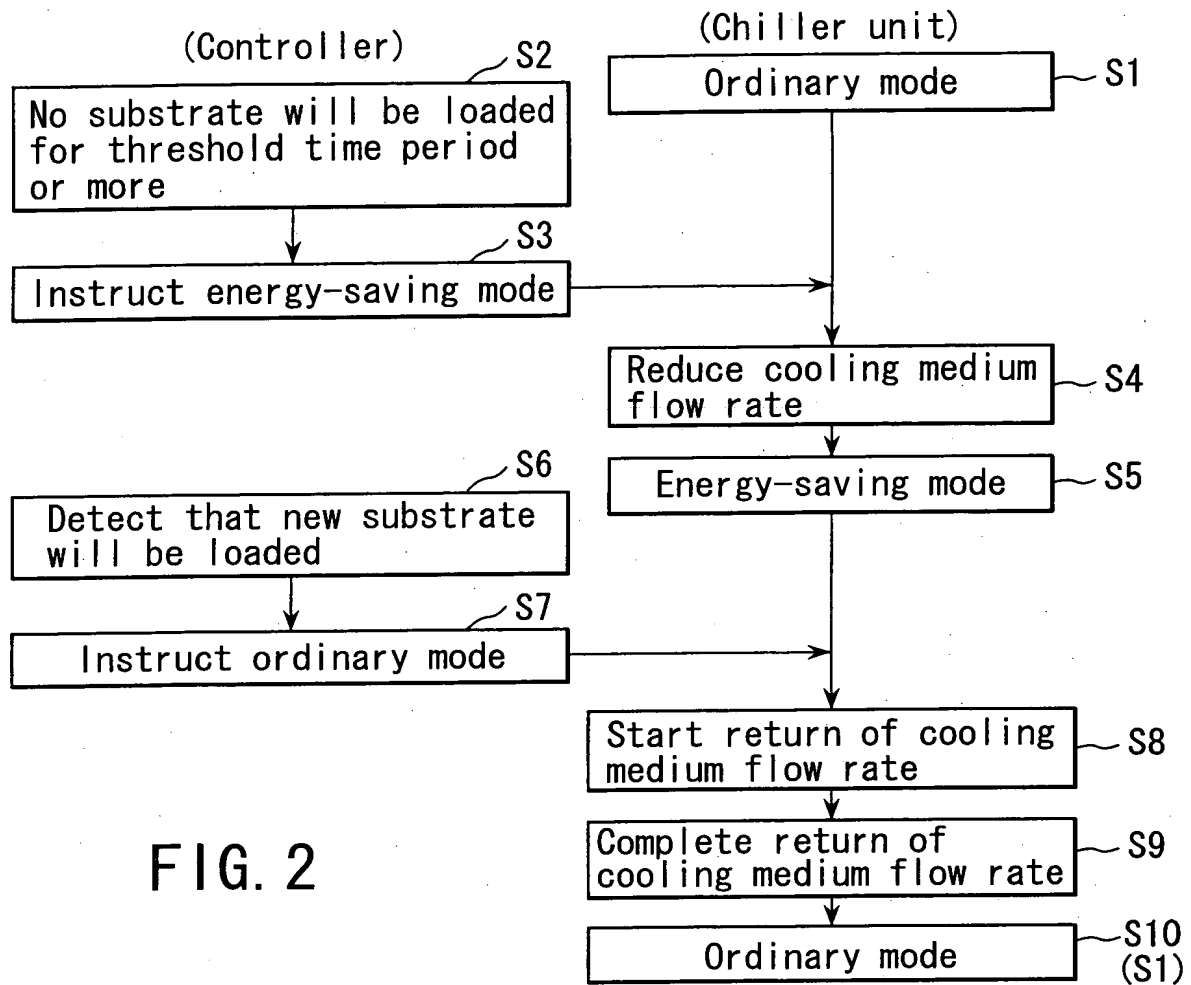 (Controller)
(Chiller unit)
S2
Ordinary mode
S1
No substrate will be loaded
for threshold time period
or more
S3
Instruct energy-saving mode
Reduce cooling medium
flow rate
S4
S6
Energy-saving mode
S5
Detect that new substrate
will be loaded
S7
Instruct ordinary mode
Start return of cooling
medium flow rate
S8
Complete return of
cooling medium flow rate
S9
FIG. 2
Ordinary mode
S10
(S1)